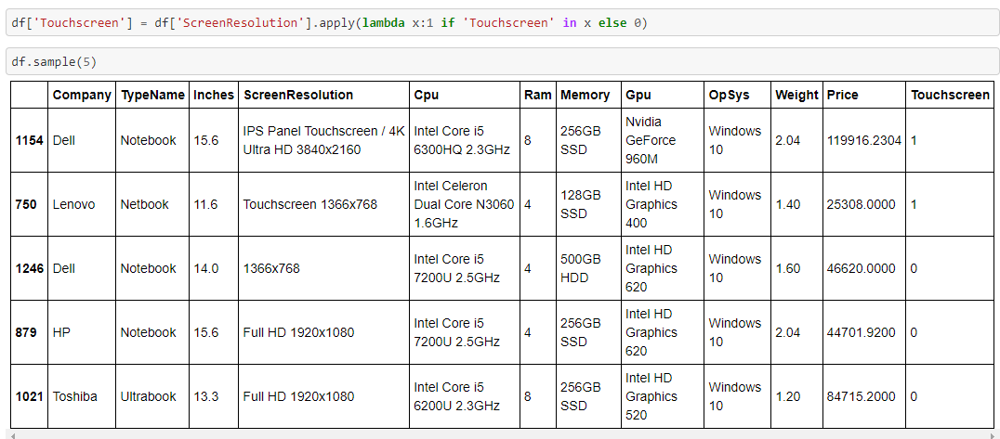 df['Touchscreen'] = df['ScreenResolution'].apply(lambda x:1 if 'Touchscreen' in x else 0)
df.sample(5)
Company TypeName Inches ScreenResolution Cpu Ram Memory Gpu OpSys Weight Price Touchscreen
1154 Dell Notebook 15.6 IPS Panel Touchscreen / 4K Ultra HD 3840x2160 Intel Core i5 6300HQ 2.3GHz 8 256GB SSD Nvidia GeForce 960M Windows 10 2.04 119916.2304 1
750 Lenovo Netbook 11.6 Touchscreen 1366x768 Intel Celeron Dual Core N3060 1.6GHz 4 128GB SSD Intel HD Graphics 400 Windows 10 1.40 25308.0000 1
1246 Dell Notebook 14.0 1366x768 Intel Core i5 7200U 2.5GHz 4 500GB HDD Intel HD Graphics 620 Windows 10 1.60 46620.0000 0
879 HP Notebook 15.6 Full HD 1920x1080 Intel Core i5 7200U 2.5GHz 4 256GB SSD Intel HD Graphics 620 Windows 10 2.04 44701.9200 0
1021 Toshiba Ultrabook 13.3 Full HD 1920x1080 Intel Core i5 6200U 2.3GHz 8 256GB SSD Intel HD Graphics 520 Windows 10 1.20 84715.2000 0